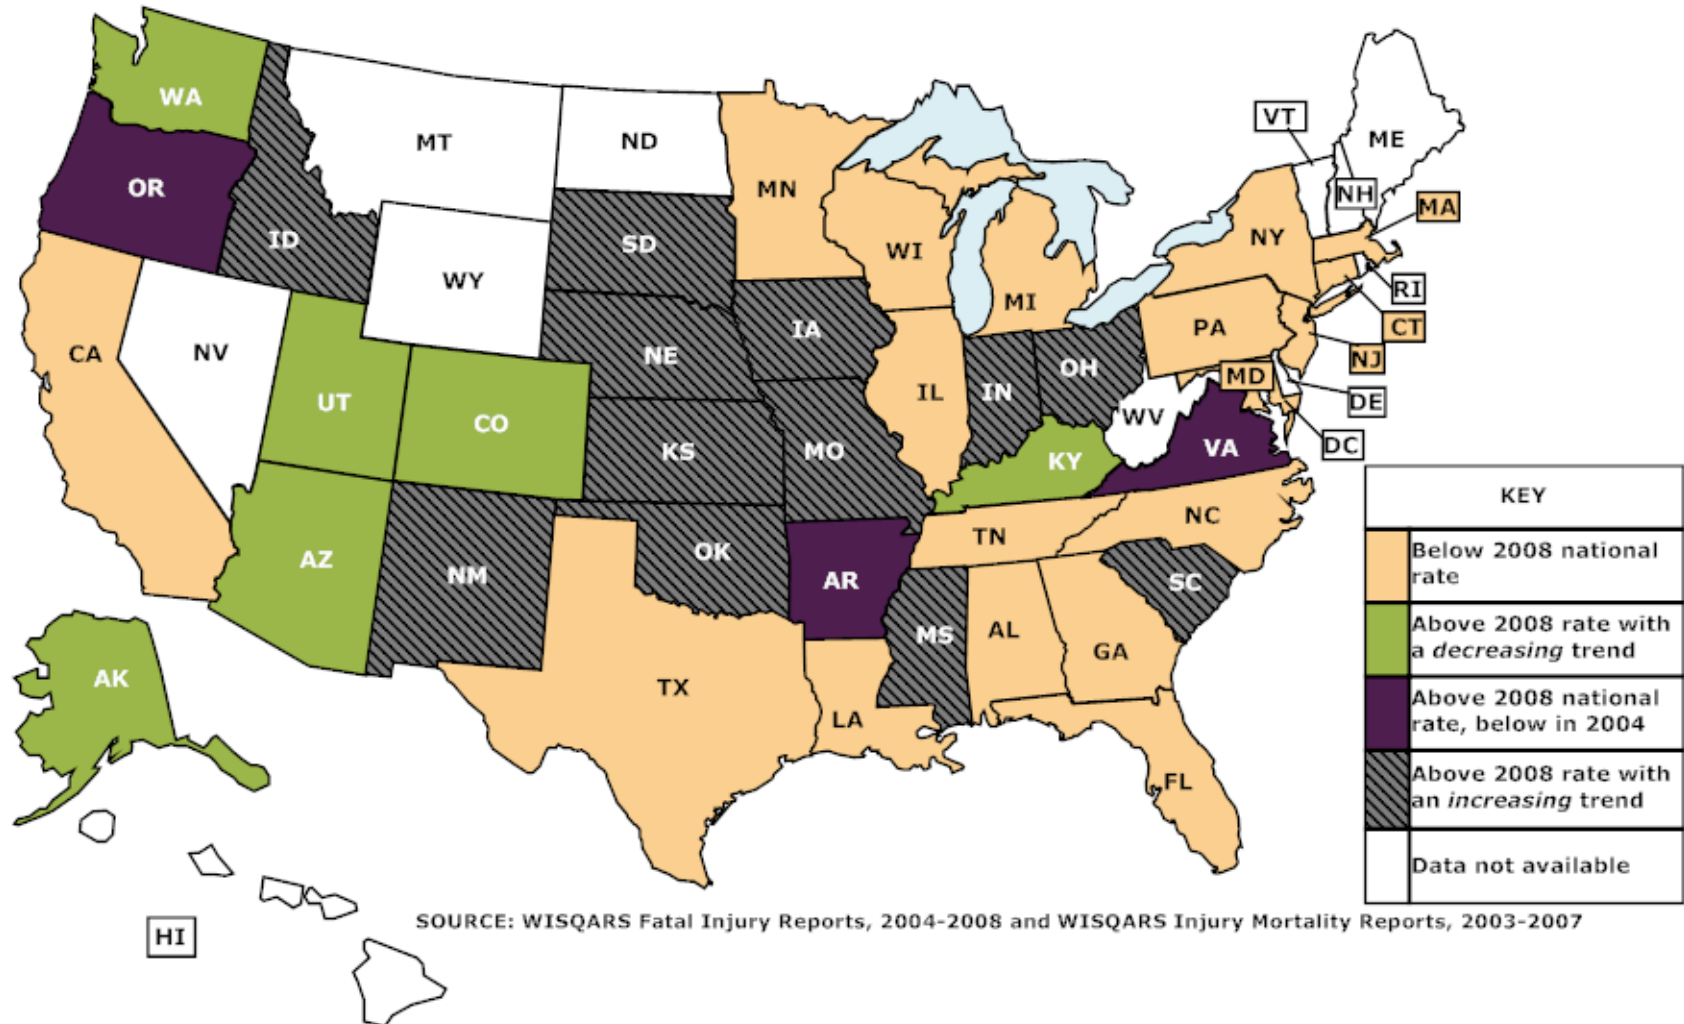 WA
MT
ND
MN
VT
ME
OR
NH
MA
ID
SD
WI
NY
WY
MI
RI
IA
PA
CT
CA
NV
NE
OH
NJ
UT
CO
IL
IN
MD
DE
WV
KS
MO
KY
VA
DC
KEY
AZ
NM
OK
TN
NC
Below 2008 national
rate
AR
SC
MS
AL
GA
Above 2008 rate with
a decreasing trend
AK
TX
LA
Above 2008 national
rate, below in 2004
FL
Above 2008 rate with
an increasing trend
Data not available
SOURCE: WISQARS Fatal Injury Reports, 2004-2008 and WISQARS Injury Mortality Reports, 2003-2007
HI